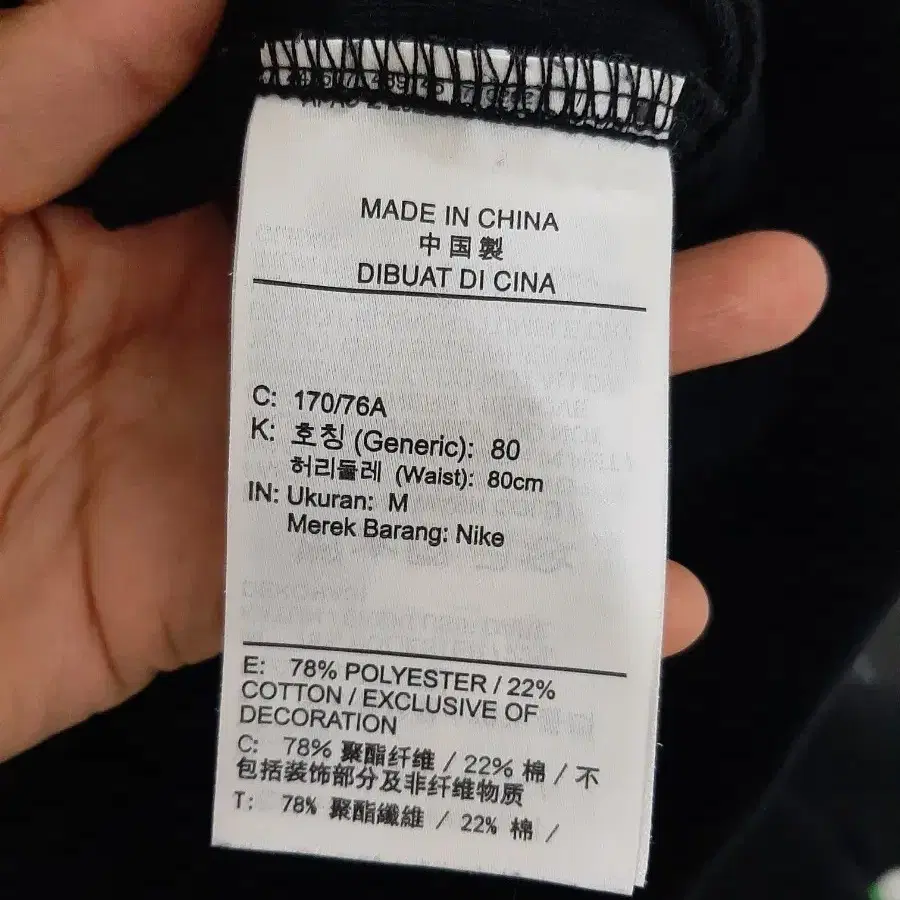 MADE IN CHINA
中国製
DIBUAT DI CINA
C: 170/76A
K: 호칭 (Generic): 80
허리둘레 (Waist): 80cm
IN: Ukuran: M
Merek Barang: Nike
E: 78% POLYESTER / 22%
COTTON / EXCLUSIVE OF
DECORATION
C: 78% 聚酯纤维 / 22% 棉 / 不
包括装饰部分及非纤维物质
T: 78% 聚酯纖維 / 22% 棉 /